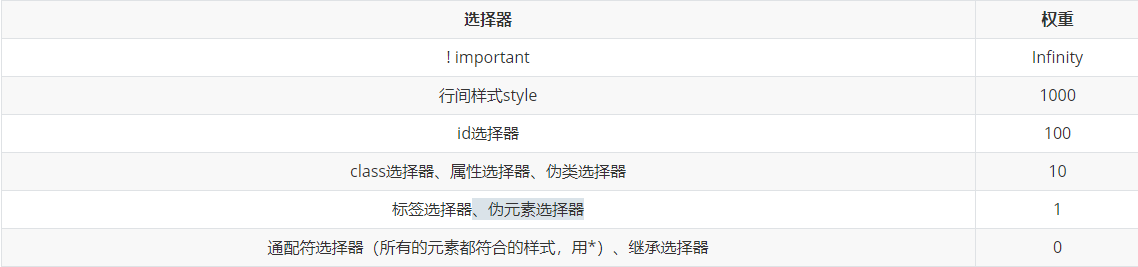 选择器 权重
! important Infinity
行间样式style 1000
id选择器 100
class选择器、属性选择器、伪类选择器 10
标签选择器、伪元素选择器 1
通配符选择器（所有的元素都符合的样式，用*）、继承选择器 0